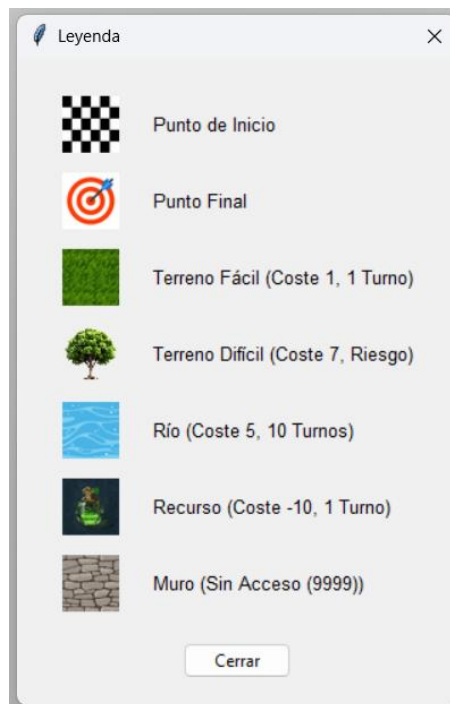 Leyenda
Punto de Inicio
Punto Final
Terreno Fácil (Coste 1, 1 Turno)
Terreno Difícil (Coste 7, Riesgo)
Río (Coste 5, 10 Turnos)
Recurso (Coste -10, 1 Turno)
Muro (Sin Acceso (9999))
Cerrar